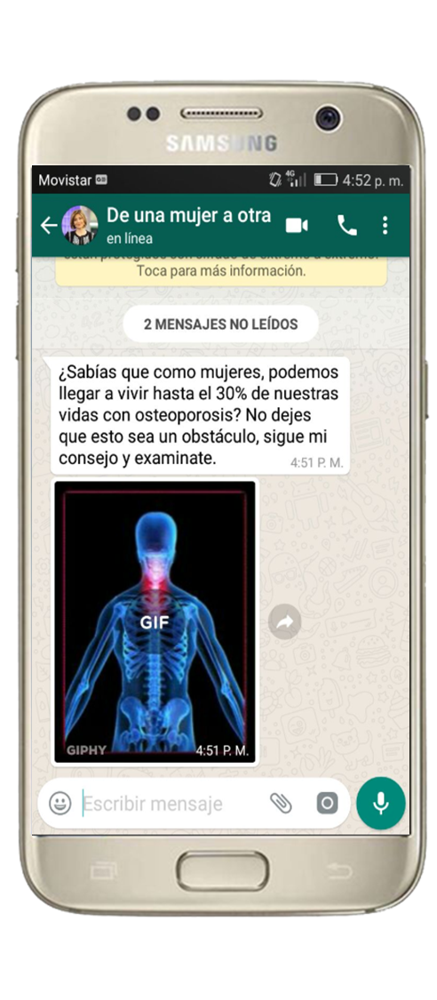 SAMSUNG
Movistar
4G
4:52 p. m.
De una mujer a otra
en línea
Toca para más información.
2 MENSAJES NO LEÍDOS
¿Sabías que como mujeres, podemos
llegar a vivir hasta el 30% de nuestras
vidas con osteoporosis? No dejes
que esto sea un obstáculo, sigue mi
consejo y examinate.
4:51 P. M.
GIF
GIPHY
4:51 P. M.
Escribir mensaje